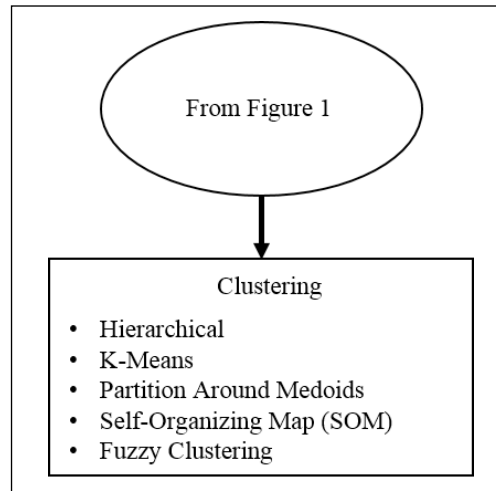 From Figure 1
Clustering
• Hierarchical
• K-Means
• Partition Around Medoids
• Self-Organizing Map (SOM)
• Fuzzy Clustering